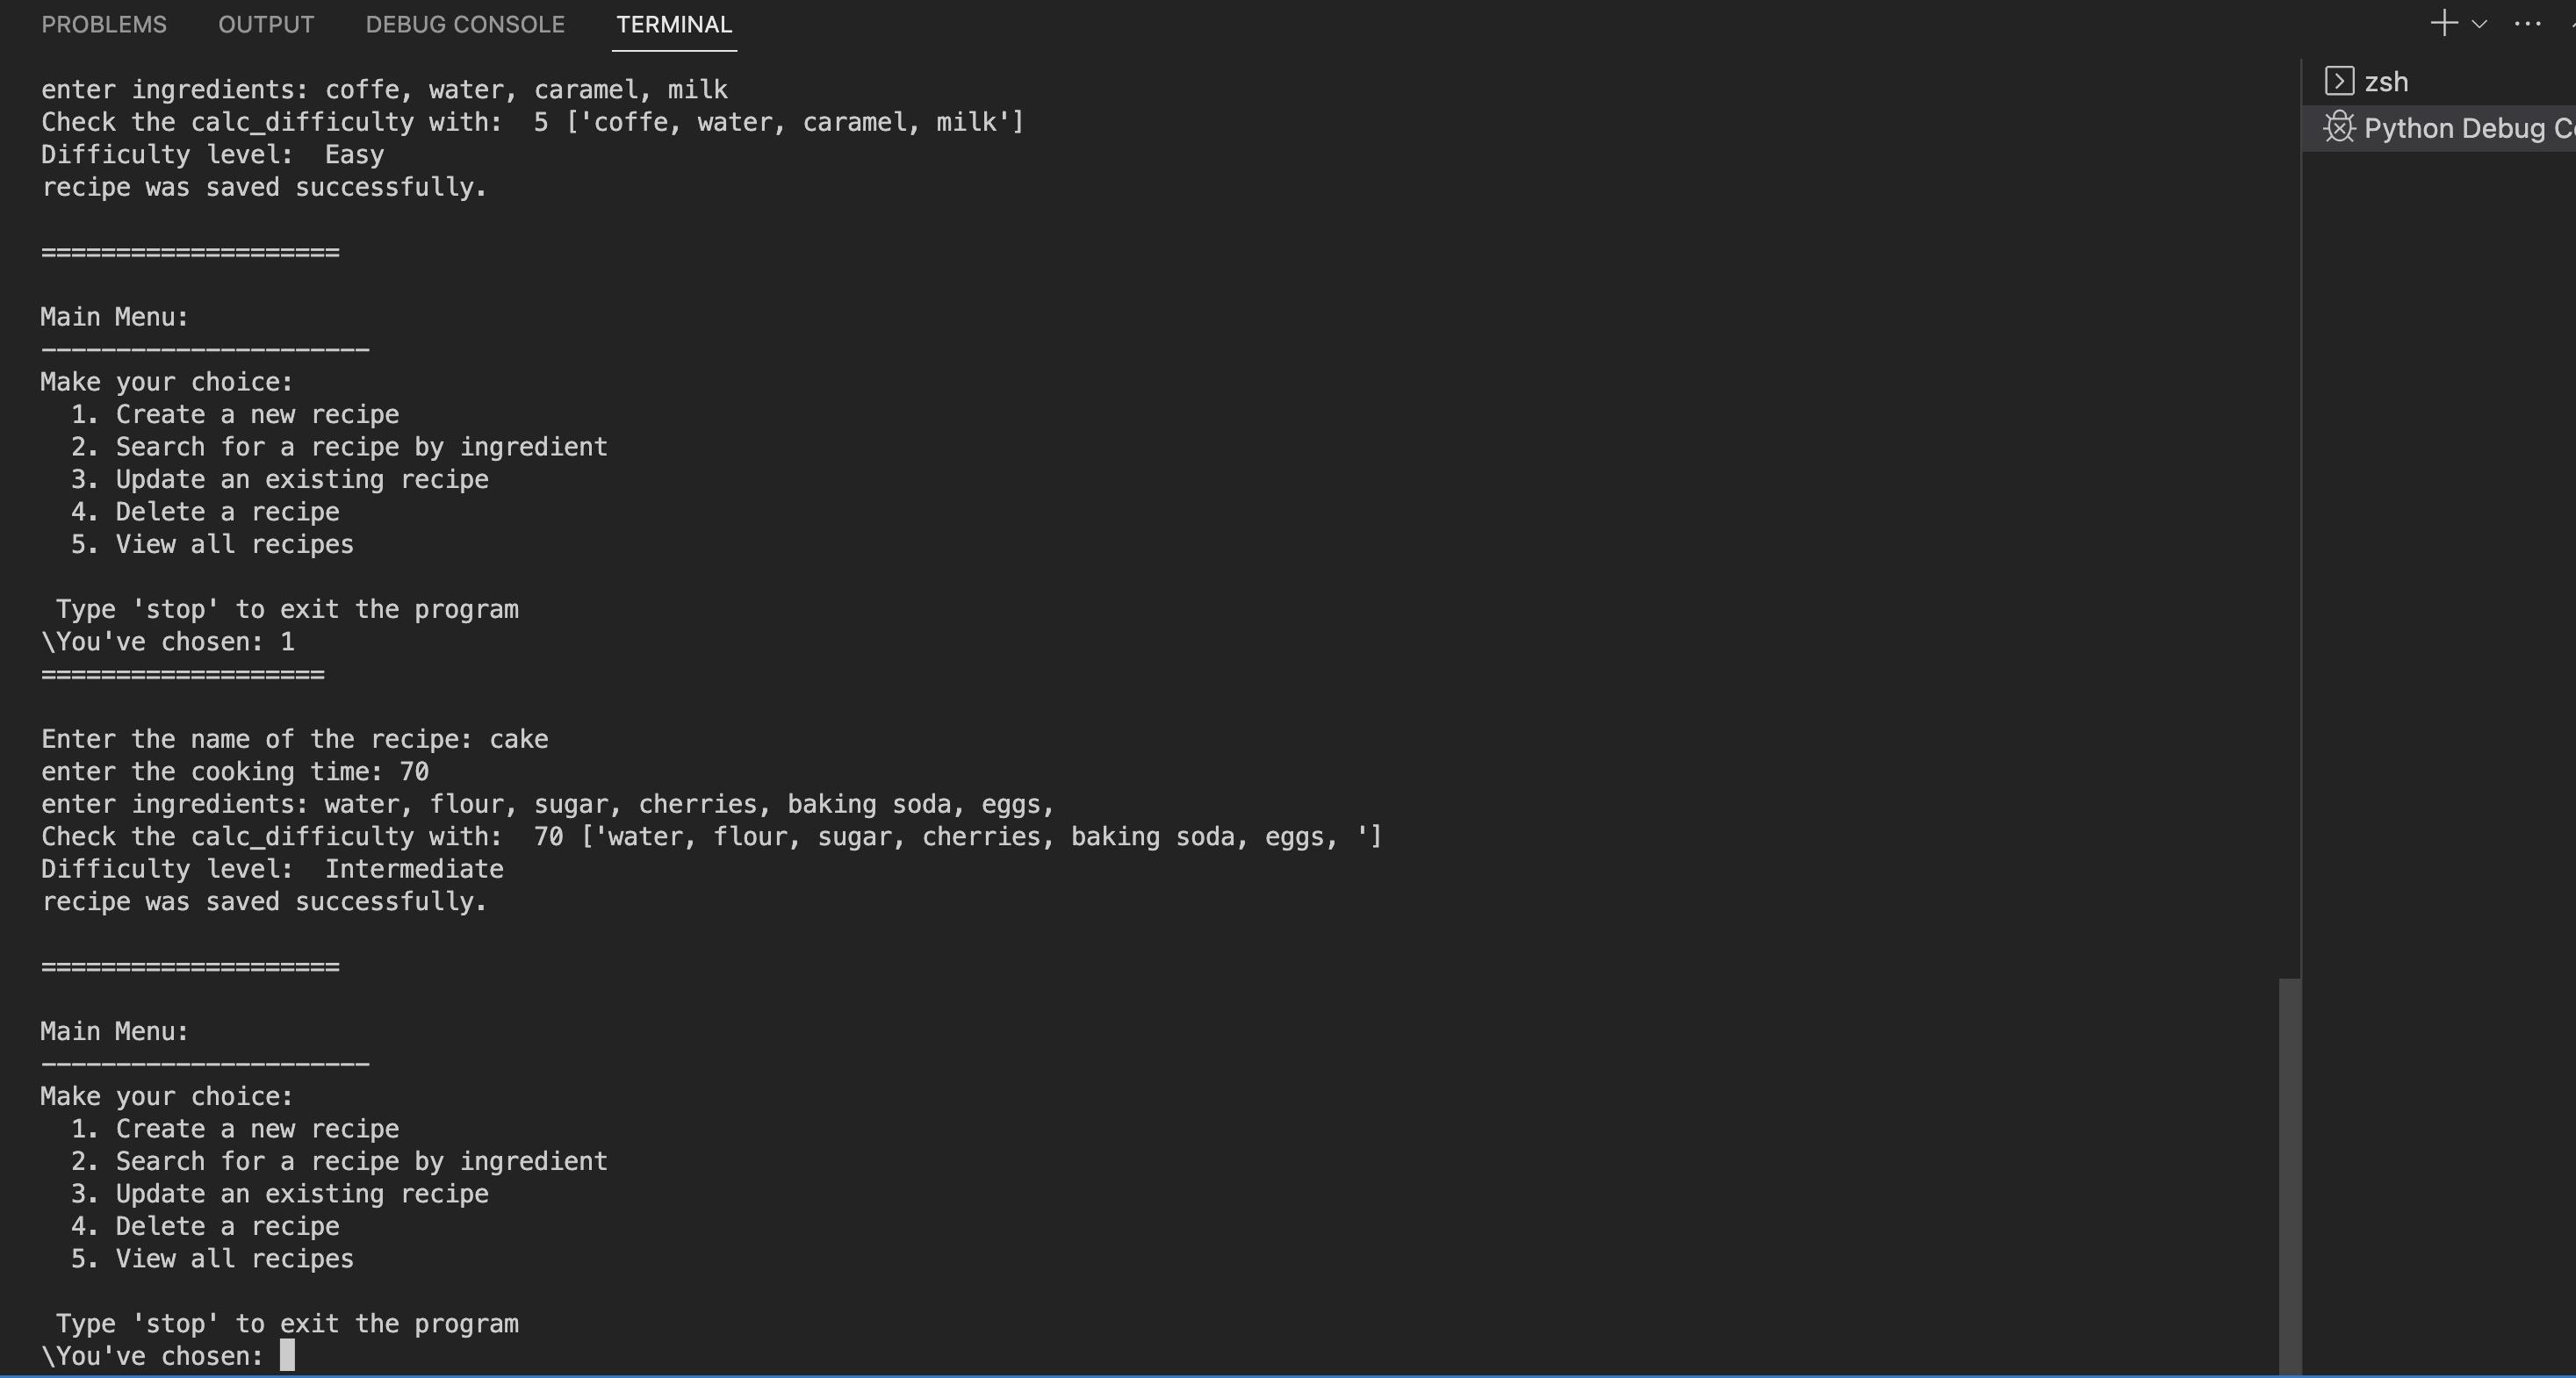 PROBLEMS OUTPUT DEBUG CONSOLE TERMINAL
zsh
Python Debug
enter ingredients: coffe, water, caramel, milk
Check the calc_difficulty with:  5 ['coffe, water, caramel, milk']
Difficulty level:  Easy
recipe was saved successfully.
====================
Main Menu:
----------------------
Make your choice:
1. Create a new recipe
2. Search for a recipe by ingredient
3. Update an existing recipe
4. Delete a recipe
5. View all recipes
Type 'stop' to exit the program
\You've chosen: 1
===================
Enter the name of the recipe: cake
enter the cooking time: 70
enter ingredients: water, flour, sugar, cherries, baking soda, eggs,
Check the calc_difficulty with:  70 ['water, flour, sugar, cherries, baking soda, eggs, ']
Difficulty level:  Intermediate
recipe was saved successfully.
====================
Main Menu:
----------------------
Make your choice:
1. Create a new recipe
2. Search for a recipe by ingredient
3. Update an existing recipe
4. Delete a recipe
5. View all recipes
Type 'stop' to exit the program
\You've chosen: